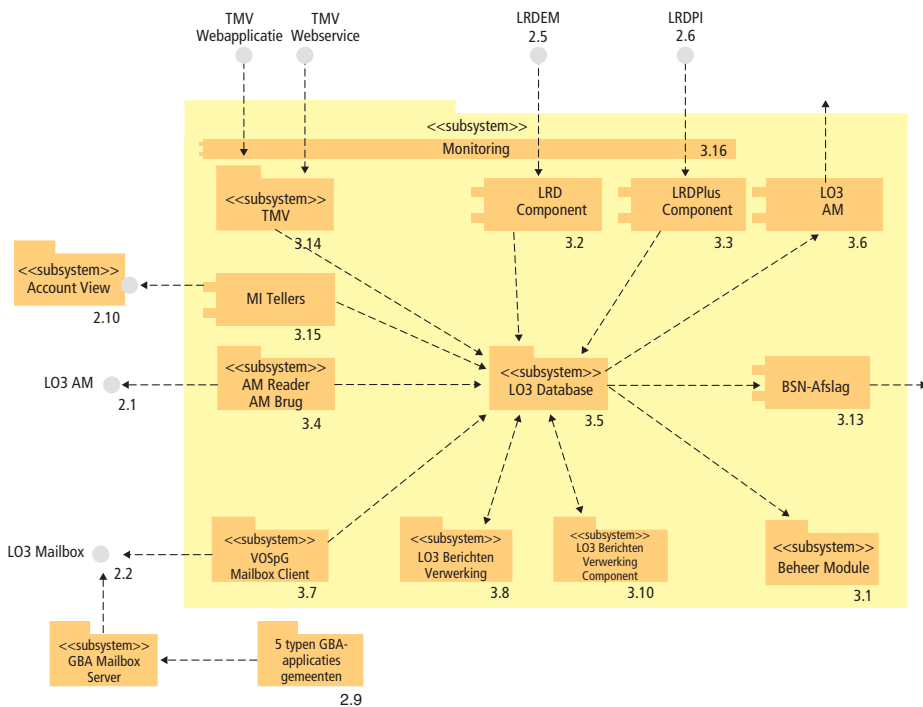 TMV
Webapplicatie
TMV
Webservice
LRDEM
2.5
LRDPI
2.6
<<subsystem>>
Monitoring
3.16
<<subsystem>>
TMV
3.14
LRD
Component
3.2
LRDPlus
Component
3.3
LO3
AM
3.6
<<subsystem>>
Account View
2.10
MI Tellers
3.15
LO3 AM
2.1
<<subsystem>>
AM Reader
AM Brug
3.4
<<subsystem>>
LO3 Database
3.5
BSN-Afslag
3.13
LO3 Mailbox
2.2
<<subsystem>>
VOSpG
Mailbox Client
3.7
<<subsystem>>
LO3 Berichten
Verwerking
3.8
<<subsystem>>
LO3 Berichten
Verwerking
Component
3.10
<<subsystem>>
Beheer Module
3.1
<<subsystem>>
GBA Mailbox
Server
5 typen GBA-
applicaties
gemeenten
2.9